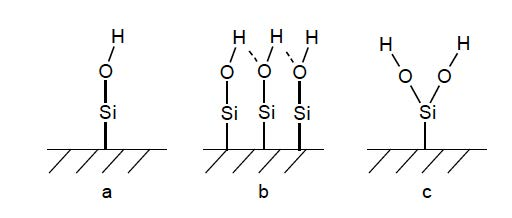 H H H H H H
O O O O O O
Si Si Si Si Si
a b c